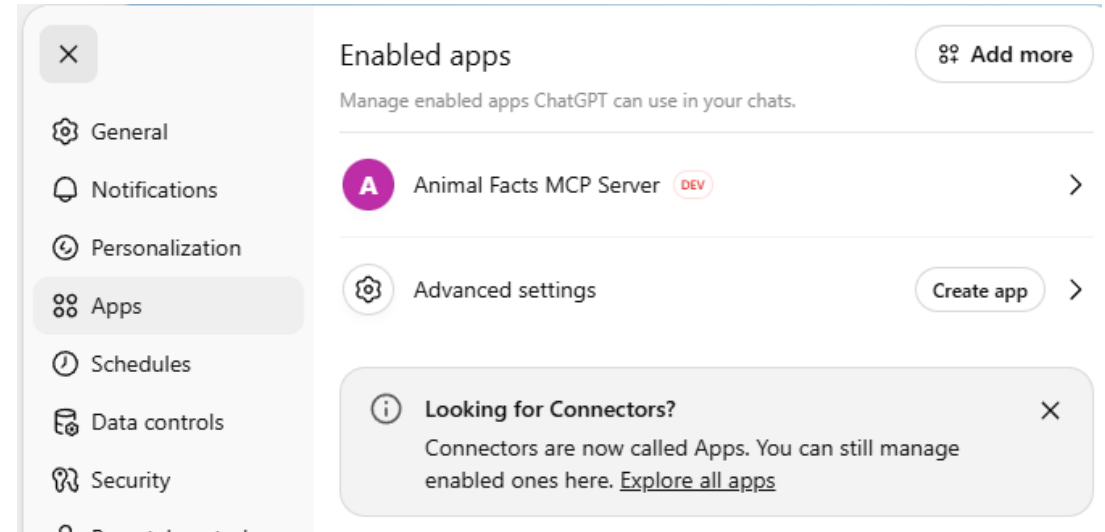 Enabled apps
Add more
Manage enabled apps ChatGPT can use in your chats.
General
Notifications
Personalization
Apps
Schedules
Data controls
Security
A
Animal Facts MCP Server
DEV
Advanced settings
Create app
Looking for Connectors?
Connectors are now called Apps. You can still manage
enabled ones here. Explore all apps